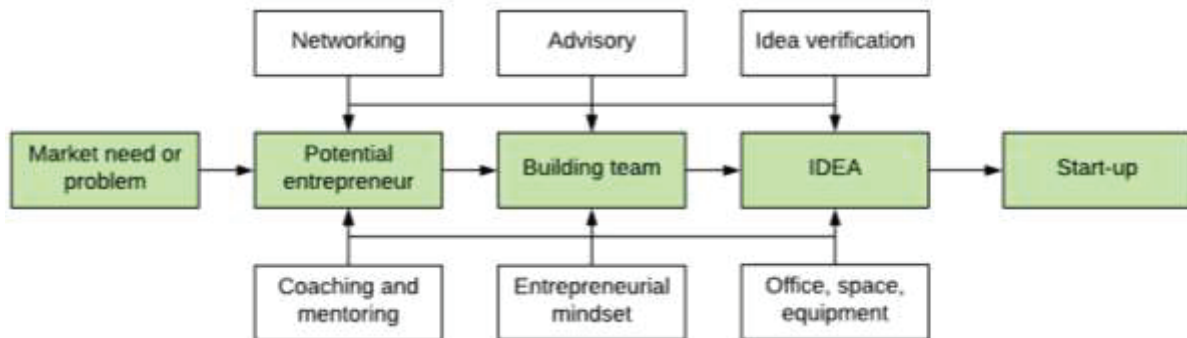 Networking
Advisory
Idea verification
Market need or
problem
Potential
entrepreneur
Building team
IDEA
Start-up
Coaching and
mentoring
Entrepreneurial
mindset
Office, space,
equipment